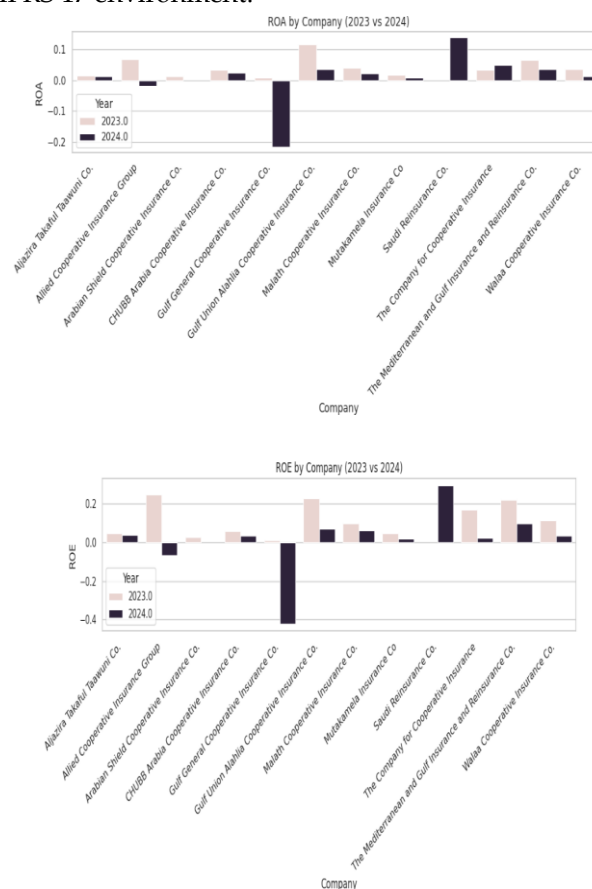 IFRS 17 environment.
ROA by Company (2023 vs 2024)
0.1
0.0
−0.1
−0.2
ROA
Year
2023.0
2024.0
Aljazira Takaful Taawuni Co.
Allied Cooperative Insurance Group
Arabian Shield Cooperative Insurance Co.
CHUBB Arabia Cooperative Insurance Co.
Gulf General Cooperative Insurance Co.
Gulf Union Alahlia Cooperative Insurance Co.
Malath Cooperative Insurance Co.
Mutakamela Insurance Co
Saudi Reinsurance Co.
The Company for Cooperative Insurance
The Mediterranean and Gulf Insurance and Reinsurance Co.
Walaa Cooperative Insurance Co.
Company
ROE by Company (2023 vs 2024)
0.2
0.0
−0.2
−0.4
ROE
Year
2023.0
2024.0
Aljazira Takaful Taawuni Co.
Allied Cooperative Insurance Group
Arabian Shield Cooperative Insurance Co.
CHUBB Arabia Cooperative Insurance Co.
Gulf General Cooperative Insurance Co.
Gulf Union Alahlia Cooperative Insurance Co.
Malath Cooperative Insurance Co.
Mutakamela Insurance Co
Saudi Reinsurance Co.
The Company for Cooperative Insurance
The Mediterranean and Gulf Insurance and Reinsurance Co.
Walaa Cooperative Insurance Co.
Company